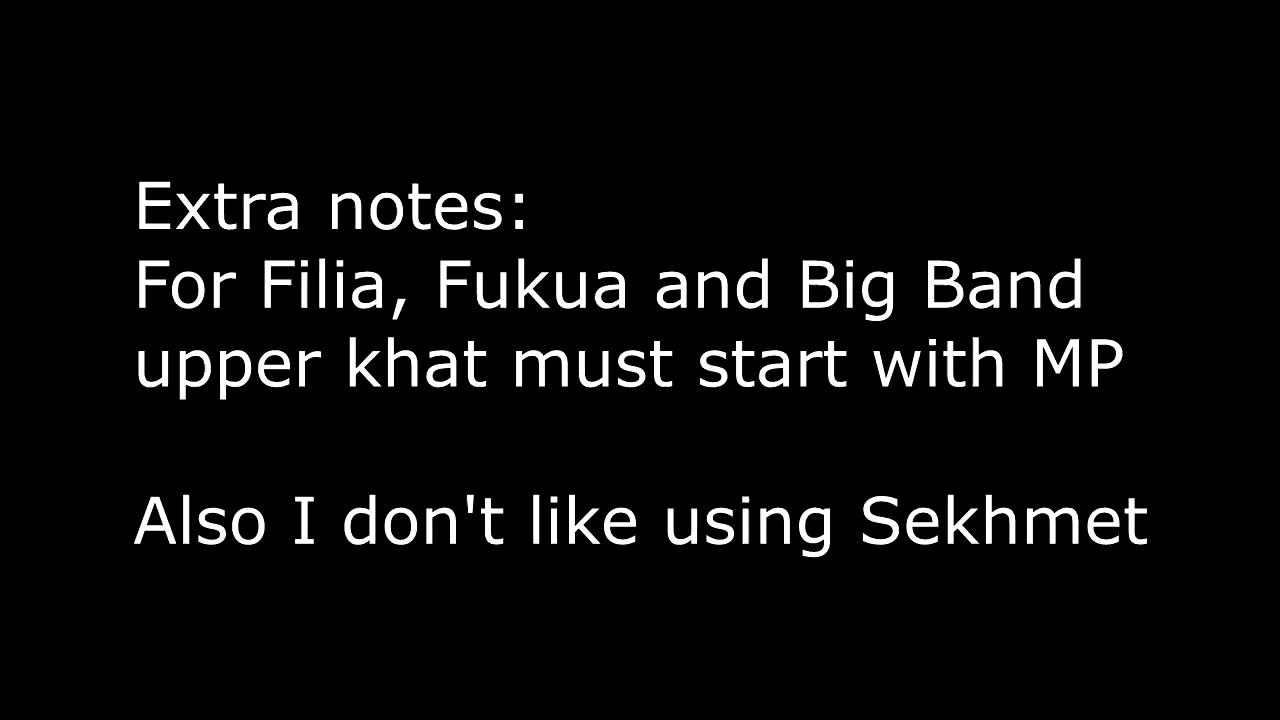 Extra notes:
For Filia, Fukua and Big Band
upper khat must start with MP
Also I don't like using Sekhmet